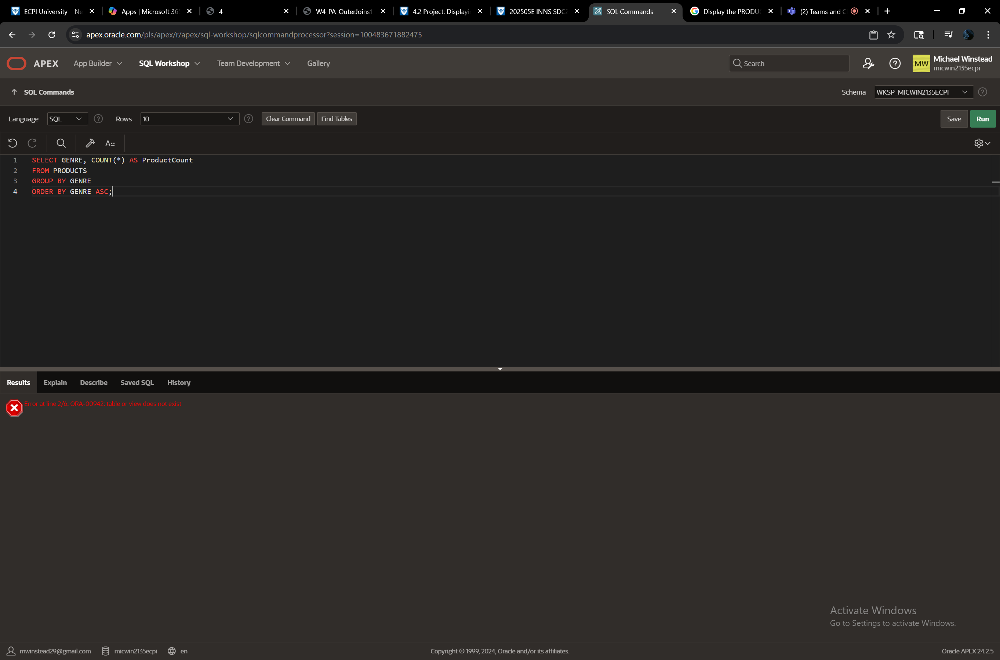 ECPI University – Ne
Apps | Microsoft 365
4
W4_PA_OuterJoins1
4.2 Project: Displayin
202505E INNS SDC2
SQL Commands
Display the PRODUC
(2) Teams and C
apex.oracle.com/pls/apex/r/apex/sql-workshop/sqlcommandprocessor?session=100483671882475
APEX
App Builder
SQL Workshop
Team Development
Gallery
Search
MW
Michael Winstead
micwin2135ecpi
SQL Commands
Schema
WKSP_MICWIN2135ECPI
Language
SQL
Rows
10
Clear Command
Find Tables
Save
Run
1 SELECT GENRE, COUNT(*) AS ProductCount
2 FROM PRODUCTS
3 GROUP BY GENRE
4 ORDER BY GENRE ASC;
Results
Explain
Describe
Saved SQL
History
Error at line 2/6: ORA-00942: table or view does not exist
Activate Windows
Go to Settings to activate Windows.
mwinstead29@gmail.com
micwin2135ecpi
en
Copyright © 1999, 2024, Oracle and/or its affiliates.
Oracle APEX 24.2.5